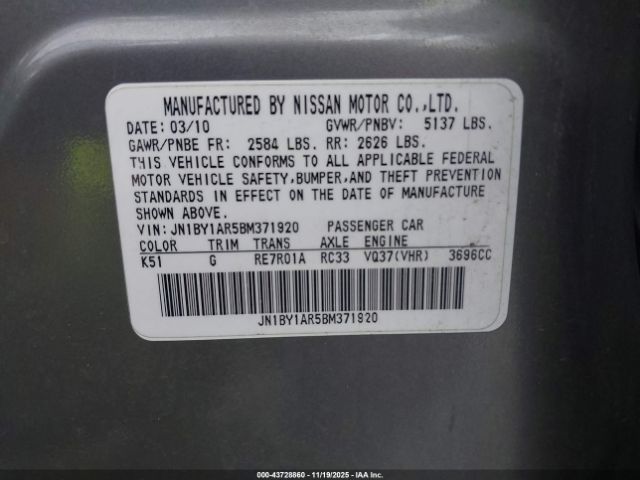 MANUFACTURED BY NISSAN MOTOR CO.,LTD.
DATE: 03/10 GVWR/PNBV: 5137 LBS.
GAWR/PNBE FR: 2584 LBS. RR: 2626 LBS.
THIS VEHICLE CONFORMS TO ALL APPLICABLE FEDERAL
MOTOR VEHICLE SAFETY,BUMPER,AND THEFT PREVENTION
STANDARDS IN EFFECT ON THE DATE OF MANUFACTURE
SHOWN ABOVE.
VIN: JN1BY1AR5BM371920 PASSENGER CAR
COLOR TRIM TRANS AXLE ENGINE
K51 G RE7R01A RC33 VQ37(VHR) 3696CC
JN1BY1AR5BM371920
000-43728860 - 11/19/2025 - IAA Inc.